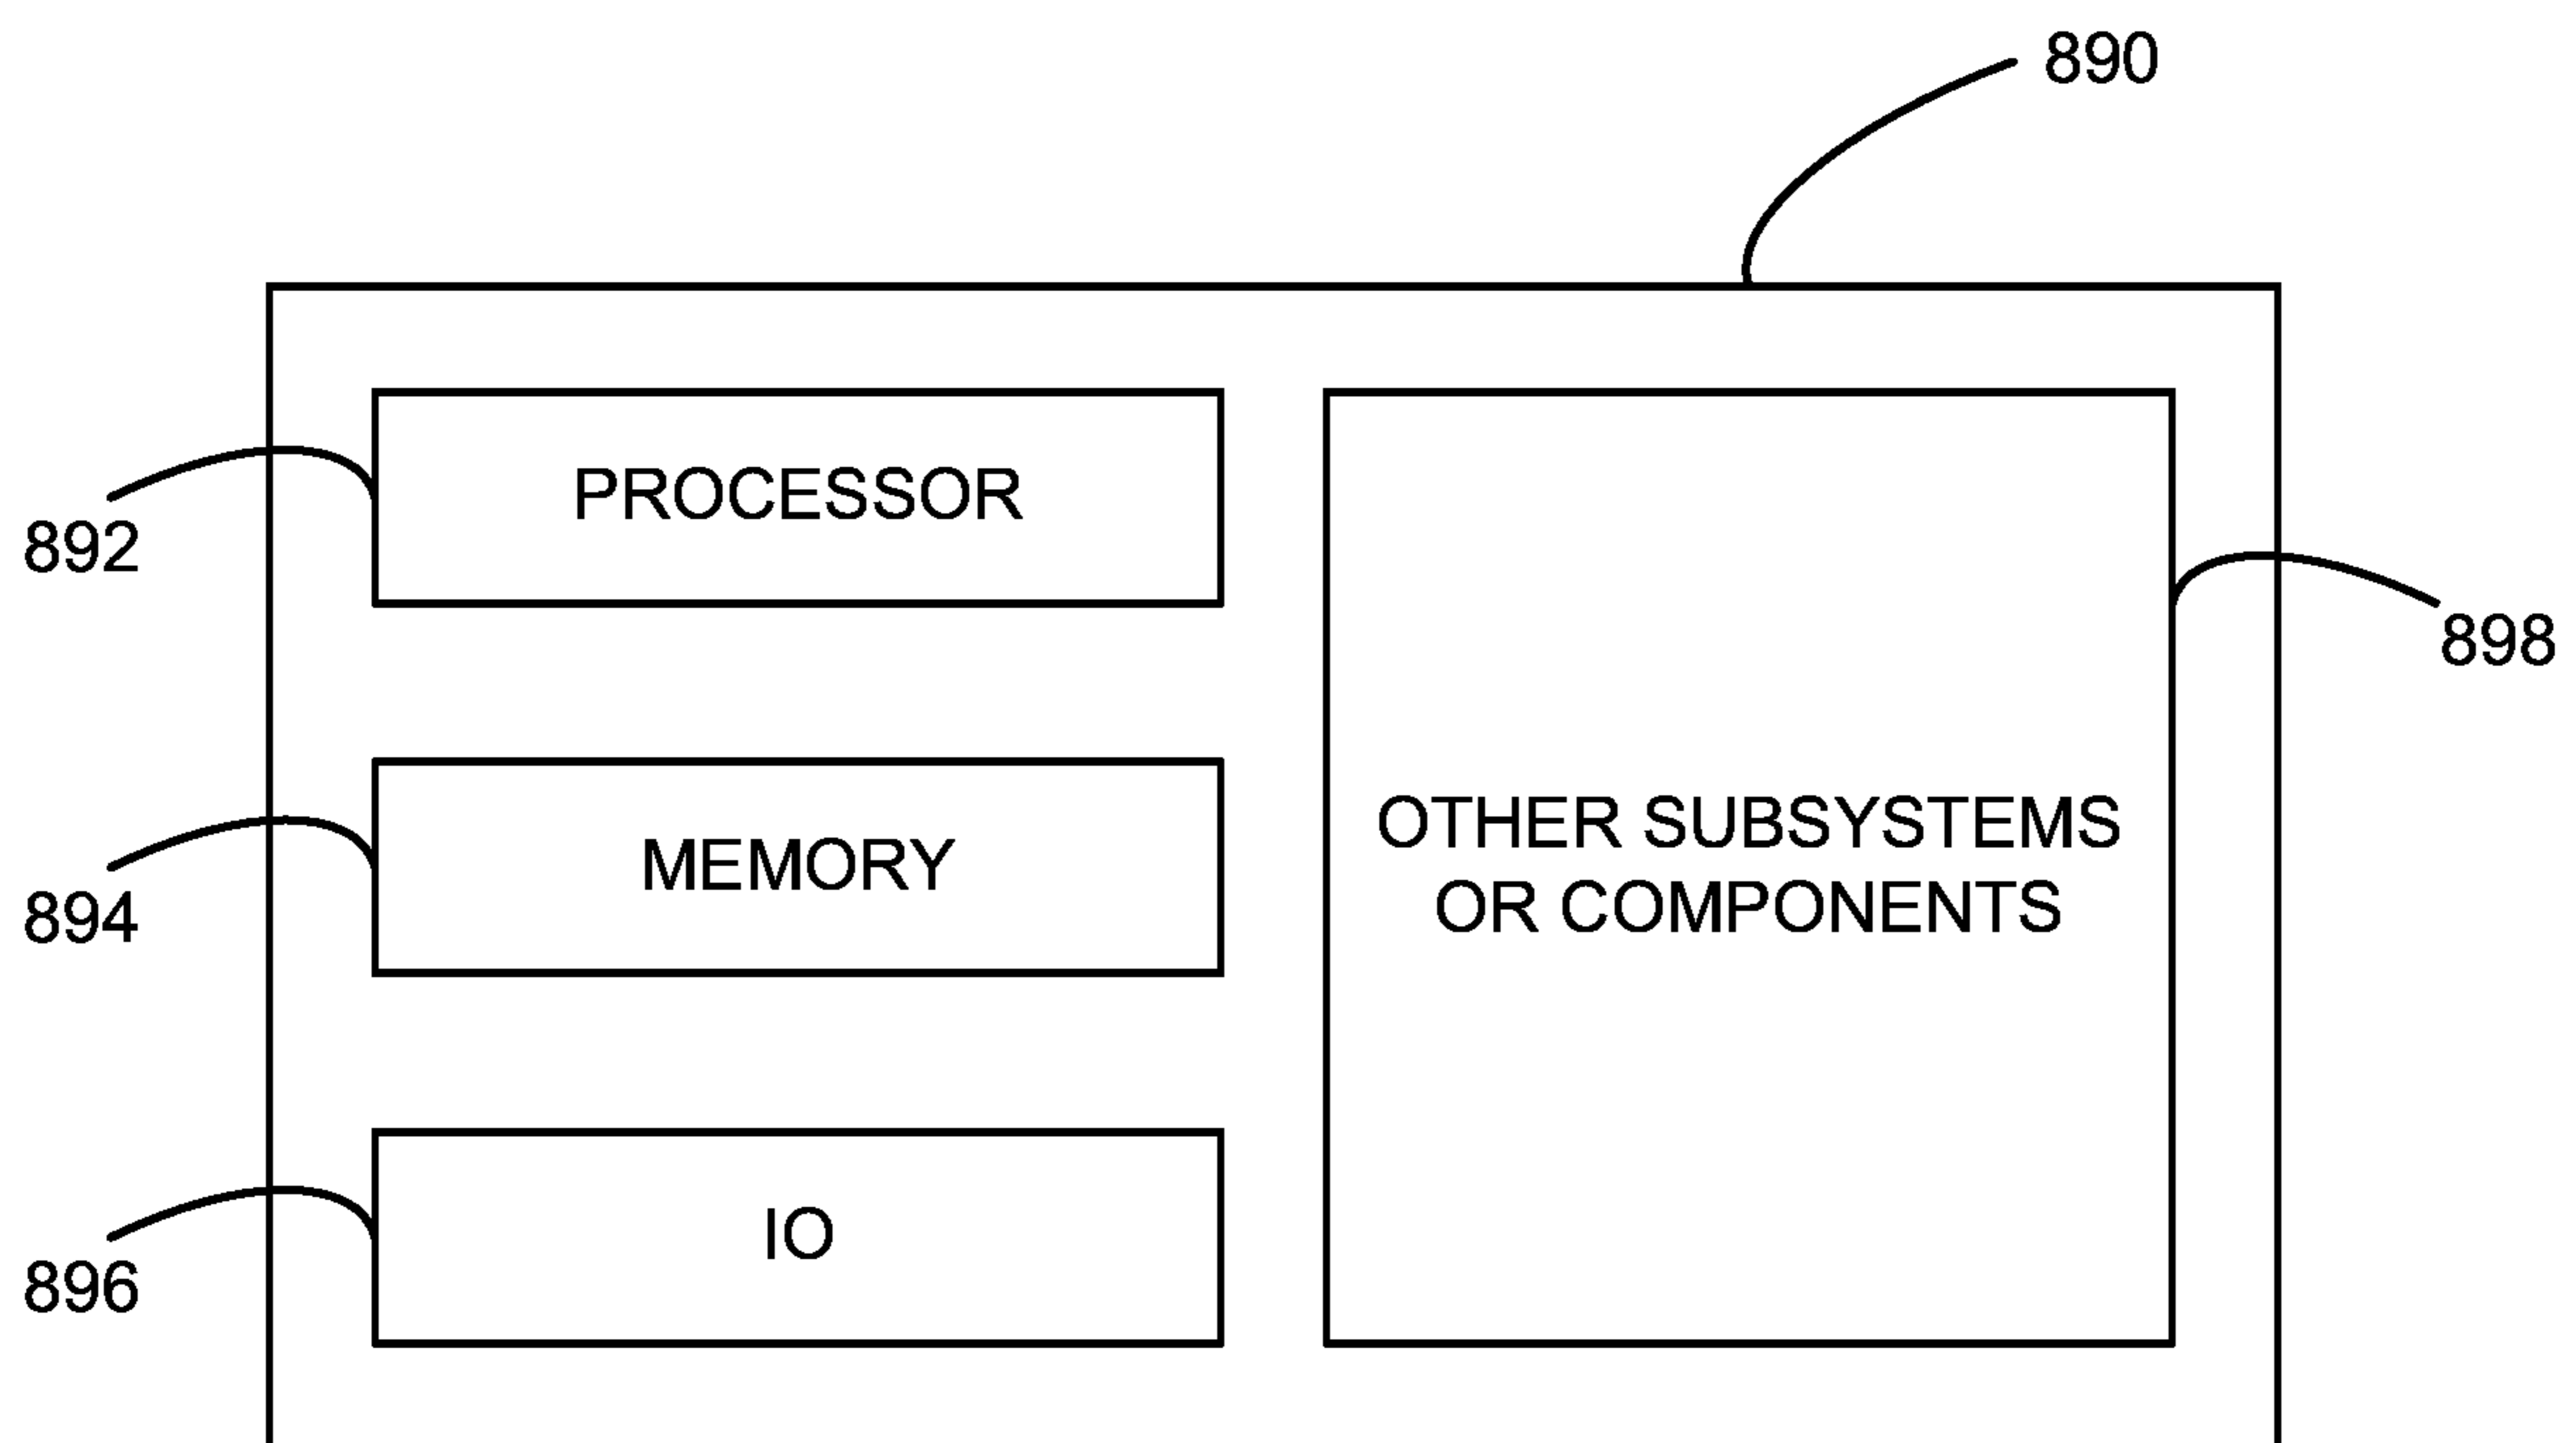 890
PROCESSOR
892
898
MEMORY
OTHER SUBSYSTEMS
OR COMPONENTS
894
IO
896